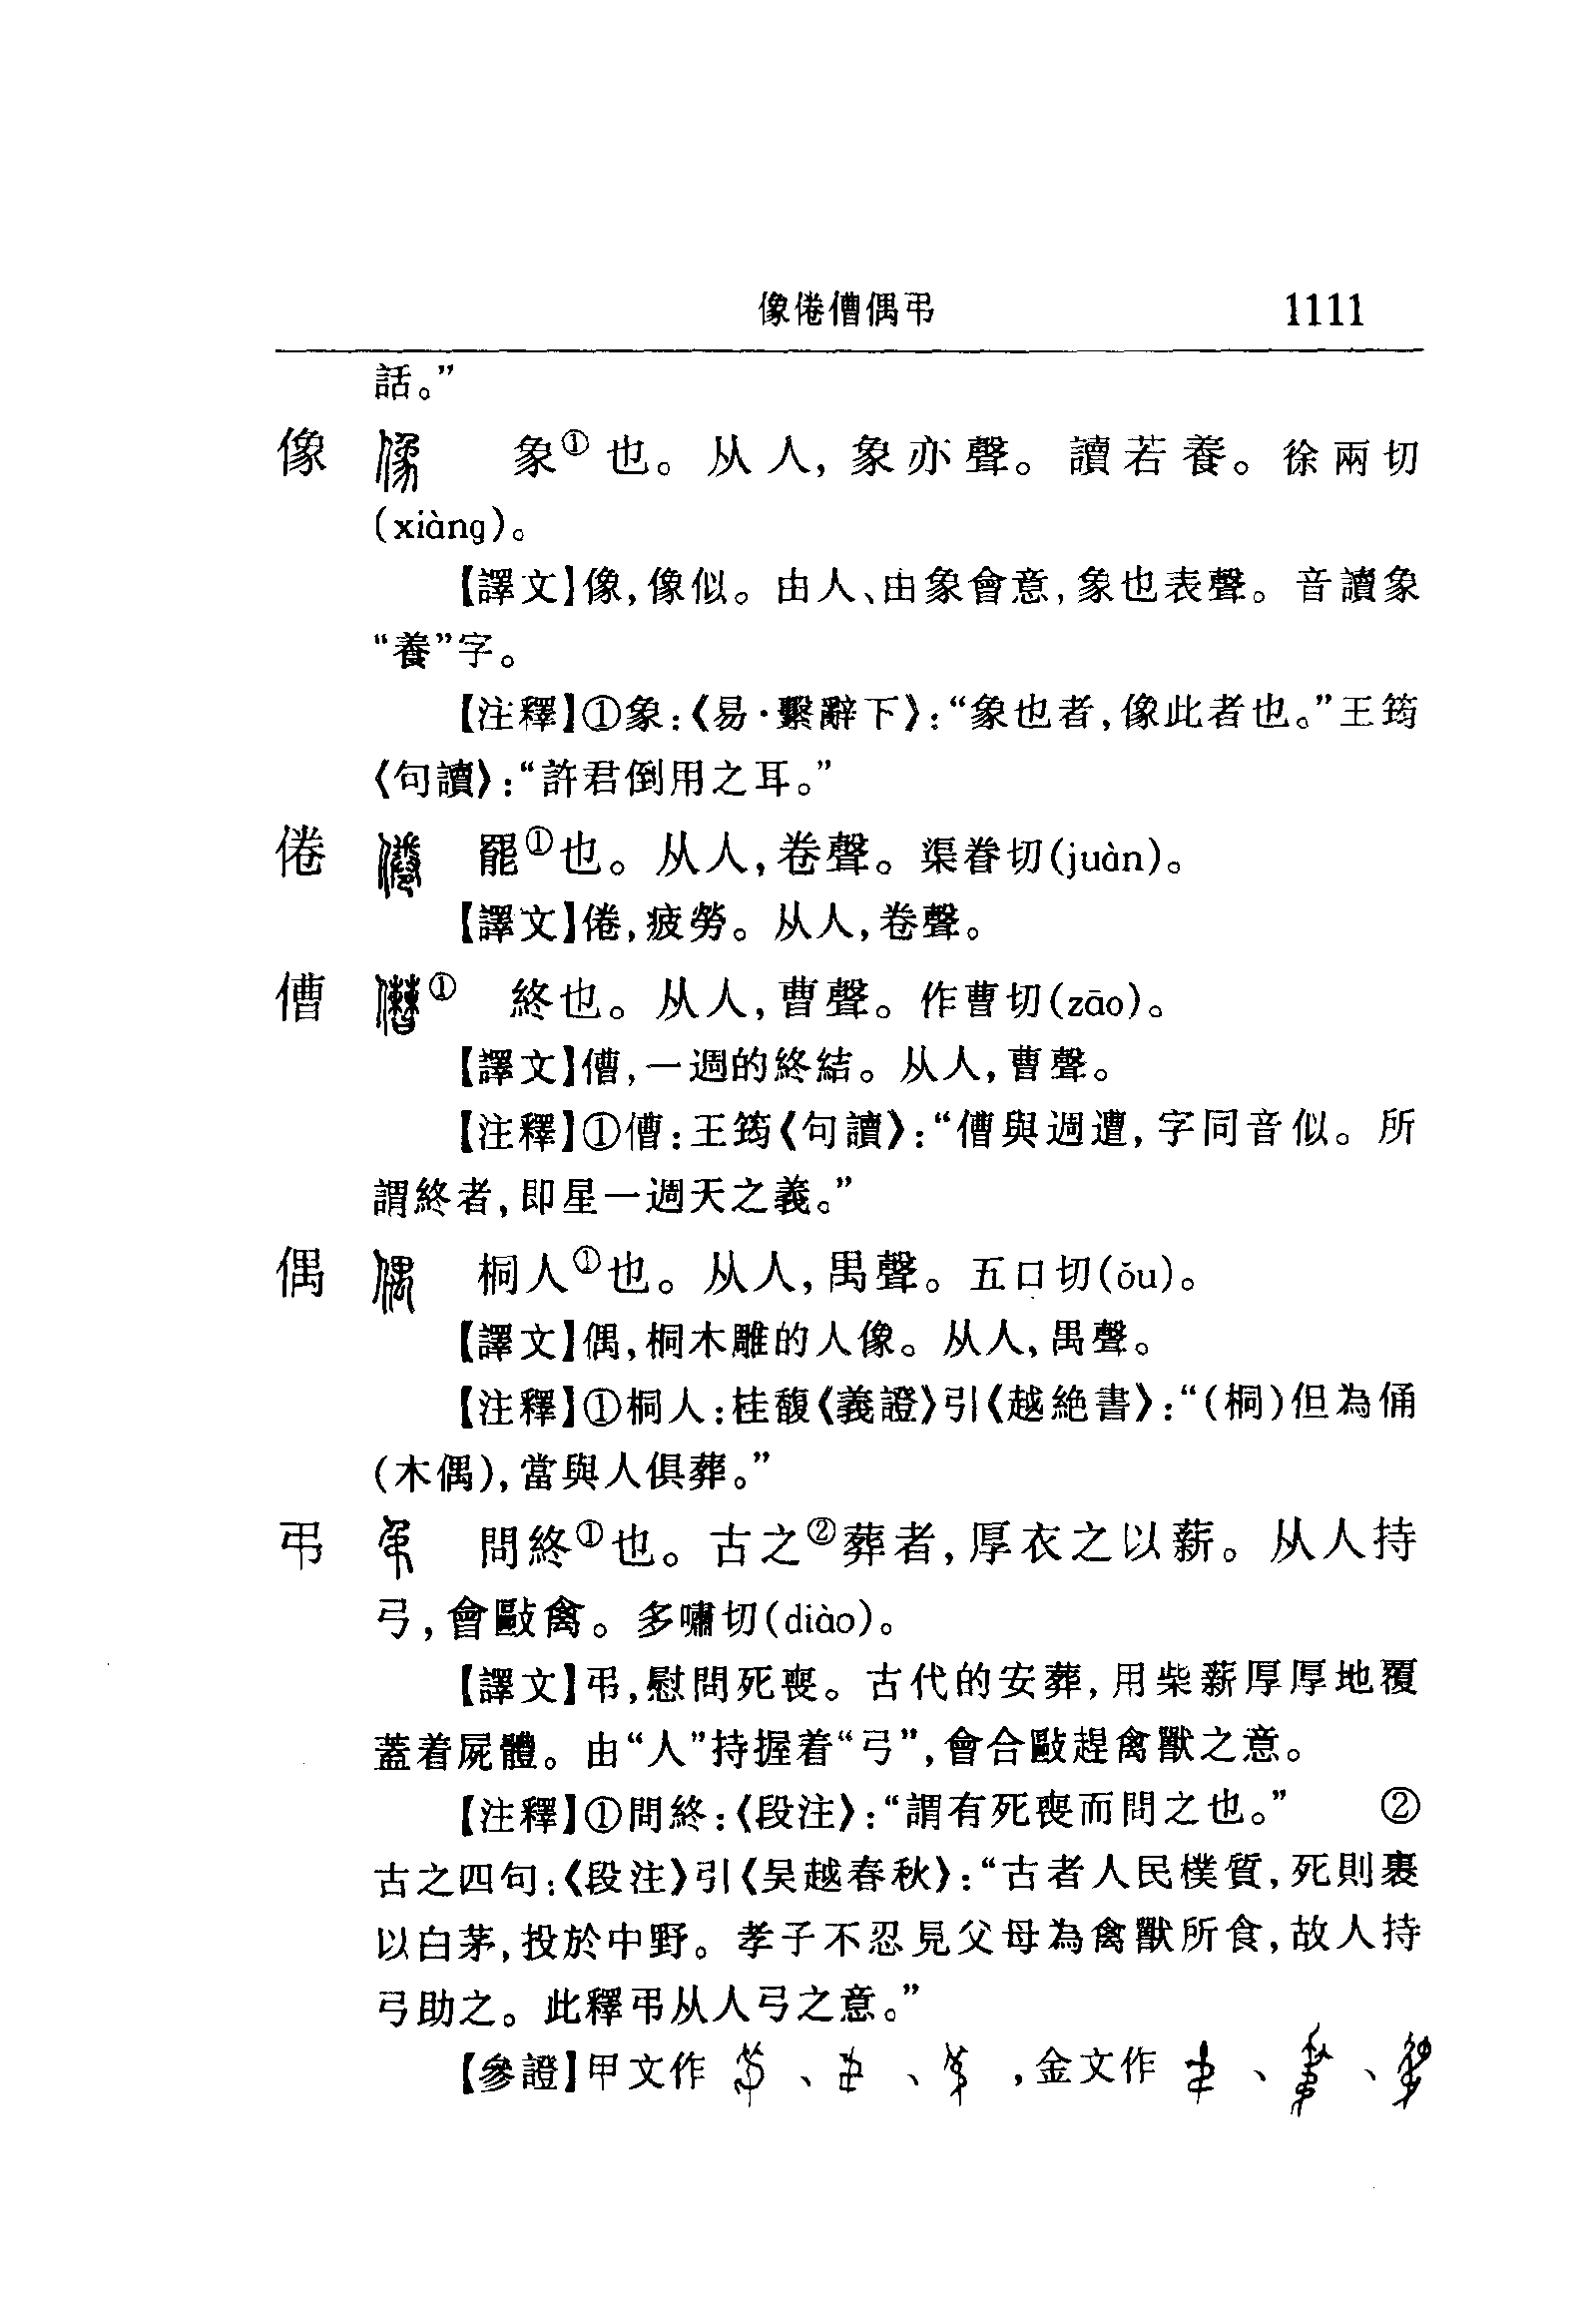 像倦傮偶弔 1111
話。”
像 象①也。从人，象亦聲。讀若養。徐兩切
(xiàng)。
【譯文】像，像似。由人、由象會意，象也表聲。音讀象
“養”字。
【注釋】①象：《易·繫辭下》：“象也者，像此者也。”王筠
《句讀》：“許君倒用之耳。”
倦 罷①也。从人，卷聲。渠眷切(juàn)。
【譯文】倦，疲勞。从人，卷聲。
傮 ① 終也。从人，曹聲。作曹切(zāo)。
【譯文】傮，一週的終結。从人，曹聲。
【注釋】①傮：王筠《句讀》：“傮與週遭，字同音似。所
謂終者，即星一週天之義。”
偶 桐人①也。从人，禺聲。五口切(ǒu)。
【譯文】偶，桐木雕的人像。从人，禺聲。
【注釋】①桐人：桂馥《義證》引《越絶書》：“(桐)但為俑
(木偶)，當與人俱葬。”
弔 問終①也。古之②葬者，厚衣之以薪。从人持
弓，會敺禽。多嘯切(diào)。
【譯文】弔，慰問死喪。古代的安葬，用柴薪厚厚地覆
蓋着屍體。由“人”持握着“弓”，會合敺趕禽獸之意。
【注釋】①問終：《段注》：“謂有死喪而問之也。” ②
古之四句：《段注》引《吴越春秋》：“古者人民樸質，死則裹
以白茅，投於中野。孝子不忍見父母為禽獸所食，故人持
弓助之。此釋弔从人弓之意。”
【參證】甲文作 、 、 ，金文作 、 、